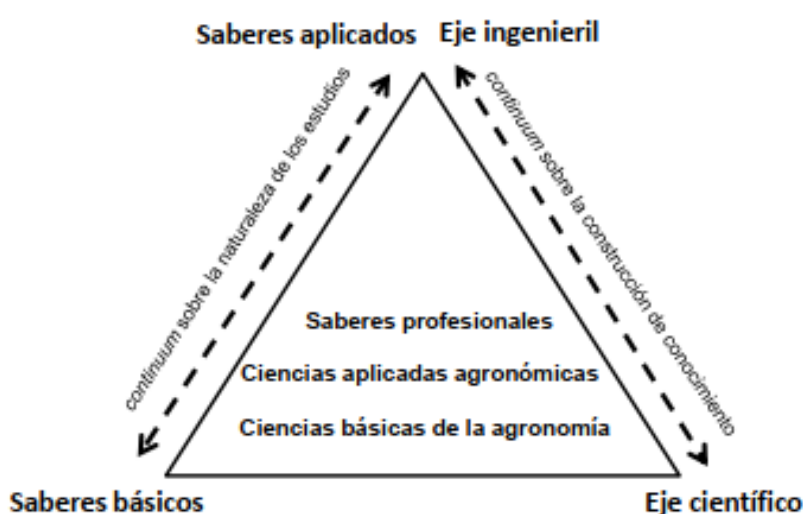 Saberes aplicados Eje ingenieril
continuum sobre la naturaleza de los estudios
continuum sobre la construcción de conocimiento
Saberes profesionales
Ciencias aplicadas agronómicas
Ciencias básicas de la agronomía
Saberes básicos Eje científico